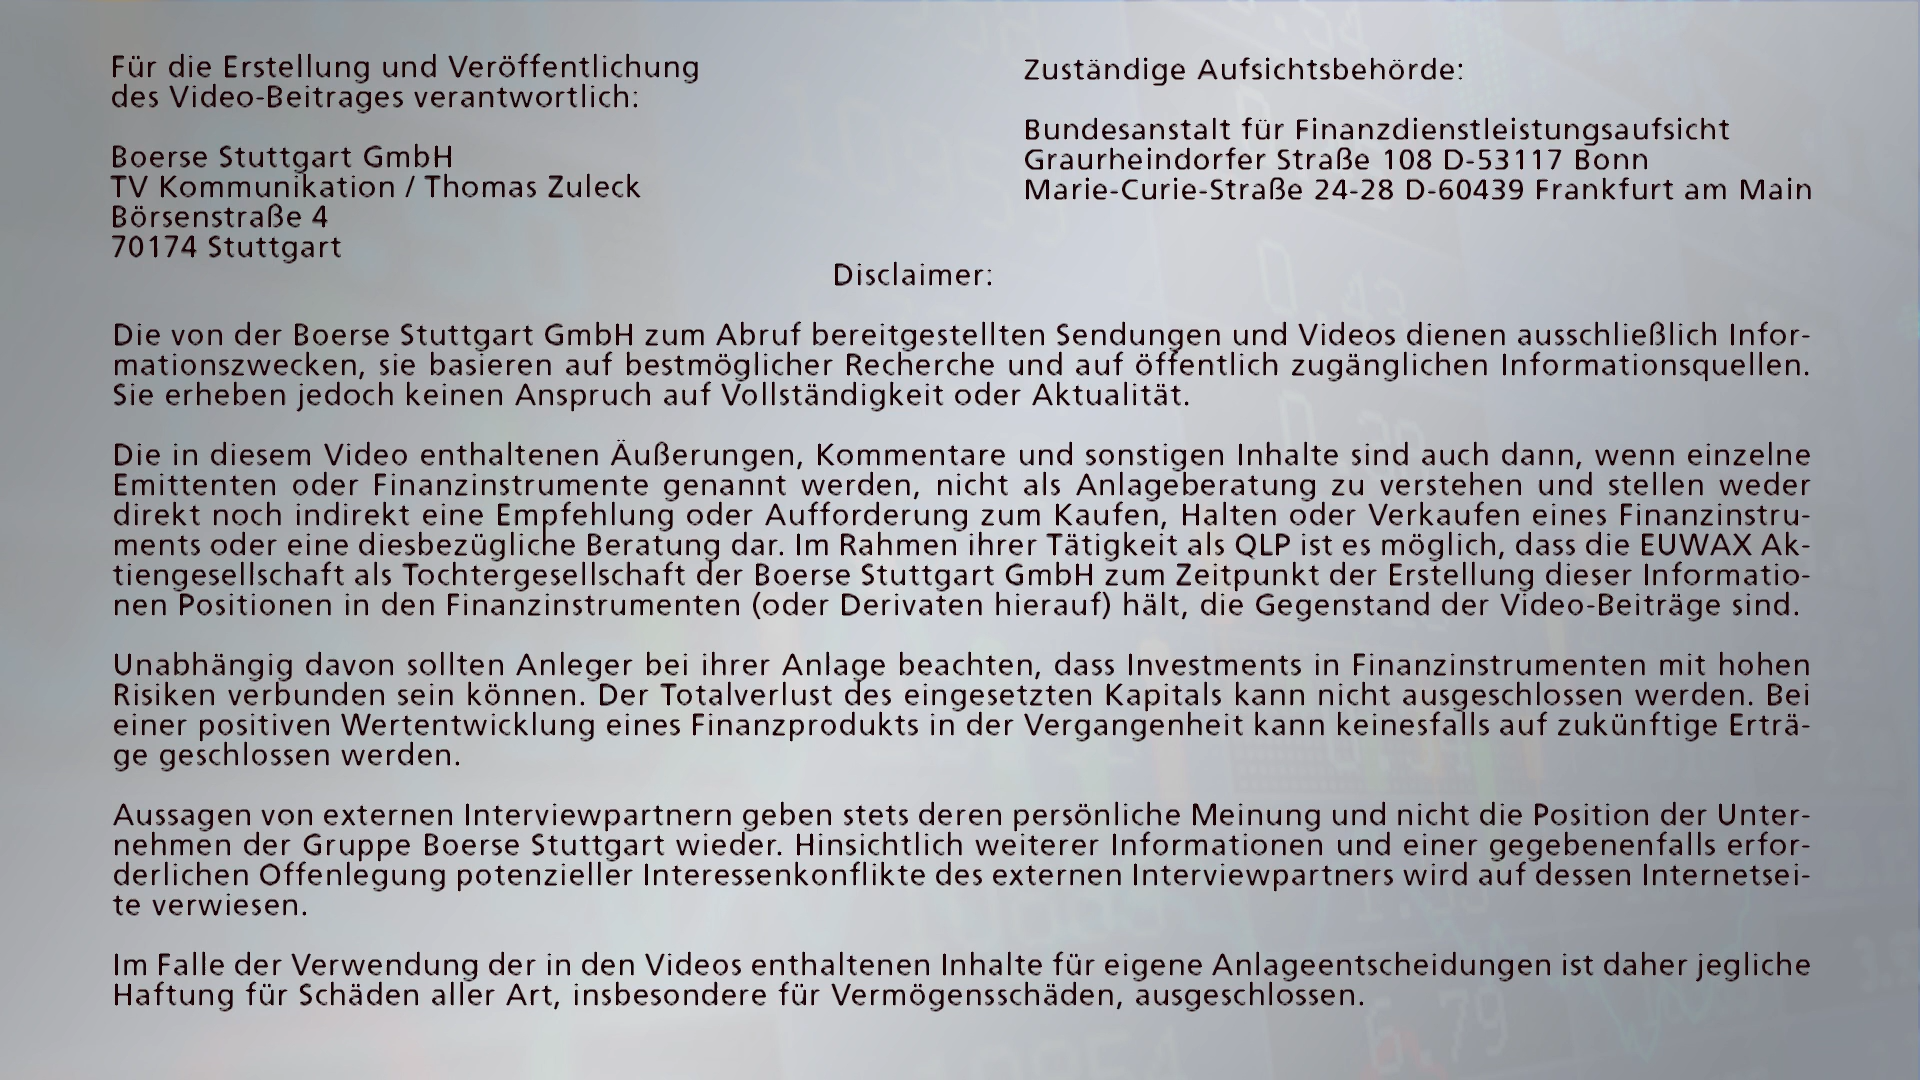 Für die Erstellung und Veröffentlichung
des Video-Beitrages verantwortlich:
Boerse Stuttgart GmbH
TV Kommunikation / Thomas Zuleck
Börsenstraße 4
70174 Stuttgart
Zuständige Aufsichtsbehörde:
Bundesanstalt für Finanzdienstleistungsaufsicht
Graurheindorfer Straße 108 D-53117 Bonn
Marie-Curie-Straße 24-28 D-60439 Frankfurt am Main
Disclaimer:
Die von der Boerse Stuttgart GmbH zum Abruf bereitgestellten Sendungen und Videos dienen ausschließlich Infor-
mationszwecken, sie basieren auf bestmöglicher Recherche und auf öffentlich zugänglichen Informationsquellen.
Sie erheben jedoch keinen Anspruch auf Vollständigkeit oder Aktualität.
Die in diesem Video enthaltenen Äußerungen, Kommentare und sonstigen Inhalte sind auch dann, wenn einzelne
Emittenten oder Finanzinstrumente genannt werden, nicht als Anlageberatung zu verstehen und stellen weder
direkt noch indirekt eine Empfehlung oder Aufforderung zum Kaufen, Halten oder Verkaufen eines Finanzinstru-
ments oder eine diesbezügliche Beratung dar. Im Rahmen ihrer Tätigkeit als QLP ist es möglich, dass die EUWAX Ak-
tiengesellschaft als Tochtergesellschaft der Boerse Stuttgart GmbH zum Zeitpunkt der Erstellung dieser Informatio-
nen Positionen in den Finanzinstrumenten (oder Derivaten hierauf) hält, die Gegenstand der Video-Beiträge sind.
Unabhängig davon sollten Anleger bei ihrer Anlage beachten, dass Investments in Finanzinstrumenten mit hohen
Risiken verbunden sein können. Der Totalverlust des eingesetzten Kapitals kann nicht ausgeschlossen werden. Bei
einer positiven Wertentwicklung eines Finanzprodukts in der Vergangenheit kann keinesfalls auf zukünftige Erträ-
ge geschlossen werden.
Aussagen von externen Interviewpartnern geben stets deren persönliche Meinung und nicht die Position der Unter-
nehmen der Gruppe Boerse Stuttgart wieder. Hinsichtlich weiterer Informationen und einer gegebenenfalls erfor-
derlichen Offenlegung potenzieller Interessenkonflikte des externen Interviewpartners wird auf dessen Internetsei-
te verwiesen.
Im Falle der Verwendung der in den Videos enthaltenen Inhalte für eigene Anlageentscheidungen ist daher jegliche
Haftung für Schäden aller Art, insbesondere für Vermögensschäden, ausgeschlossen.